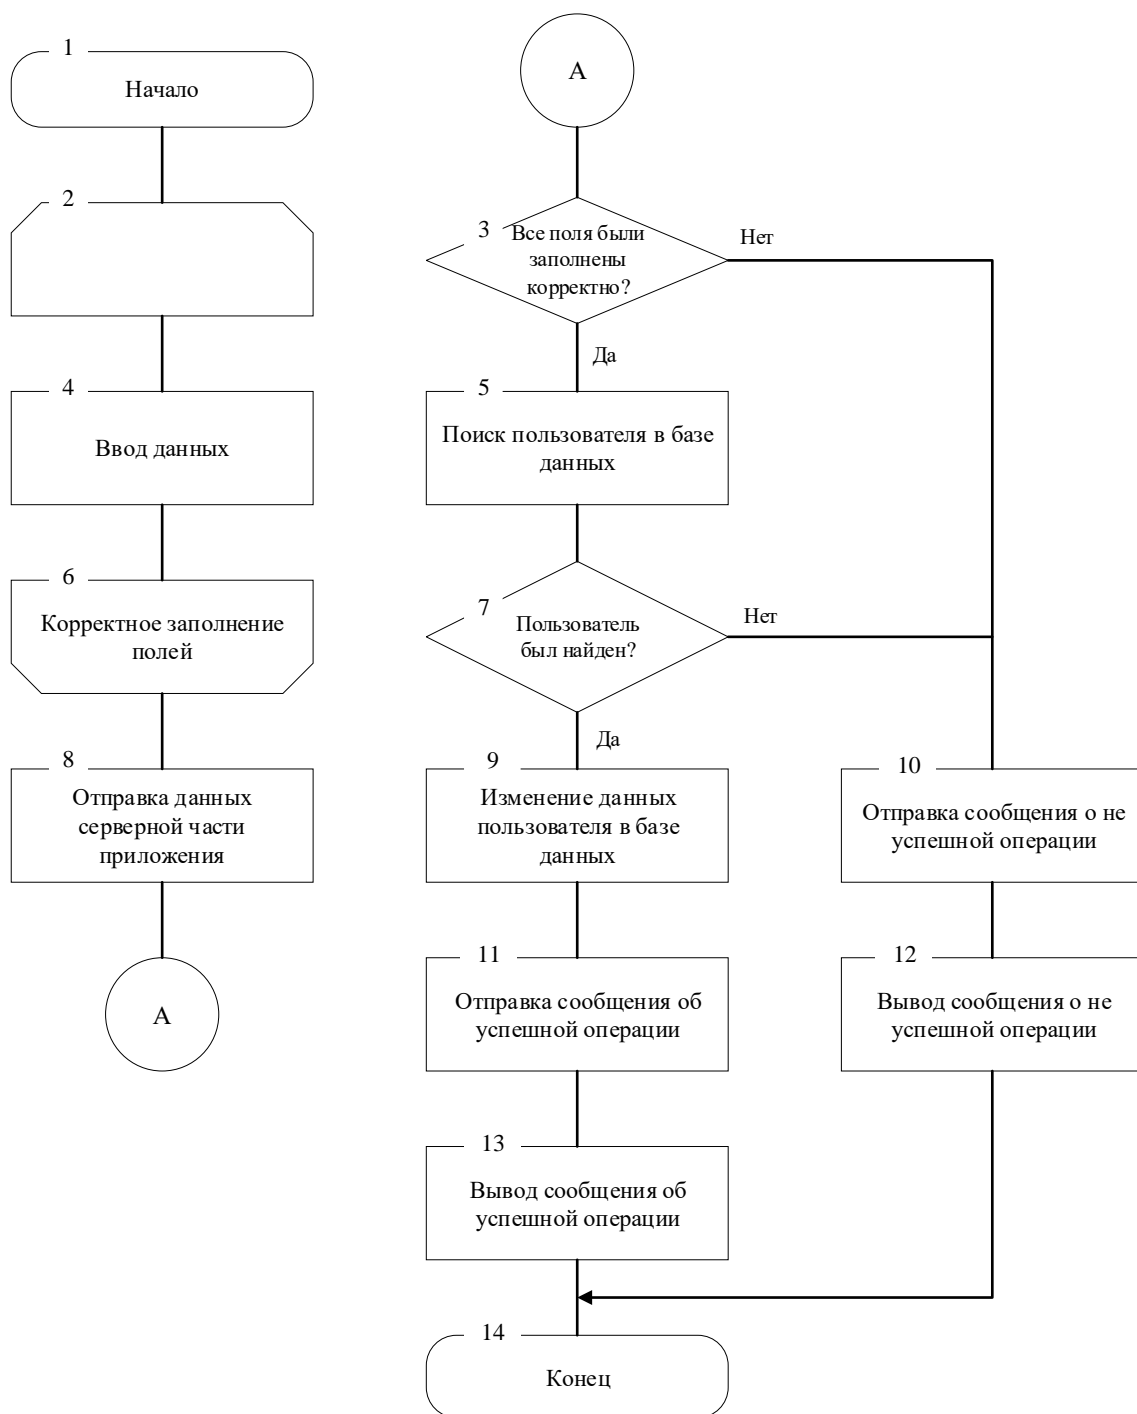 1
Начало
2
4
Ввод данных
6
Корректное заполнение
полей
8
Отправка данных
серверной части
приложения
А
А
3
Все поля были
заполнены
корректно?
Нет
Да
5
Поиск пользователя в базе
данных
7
Пользователь
был найден?
Нет
Да
9
Изменение данных
пользователя в базе
данных
10
Отправка сообщения о не
успешной операции
11
Отправка сообщения об
успешной операции
12
Вывод сообщения о не
успешной операции
13
Вывод сообщения об
успешной операции
14
Конец